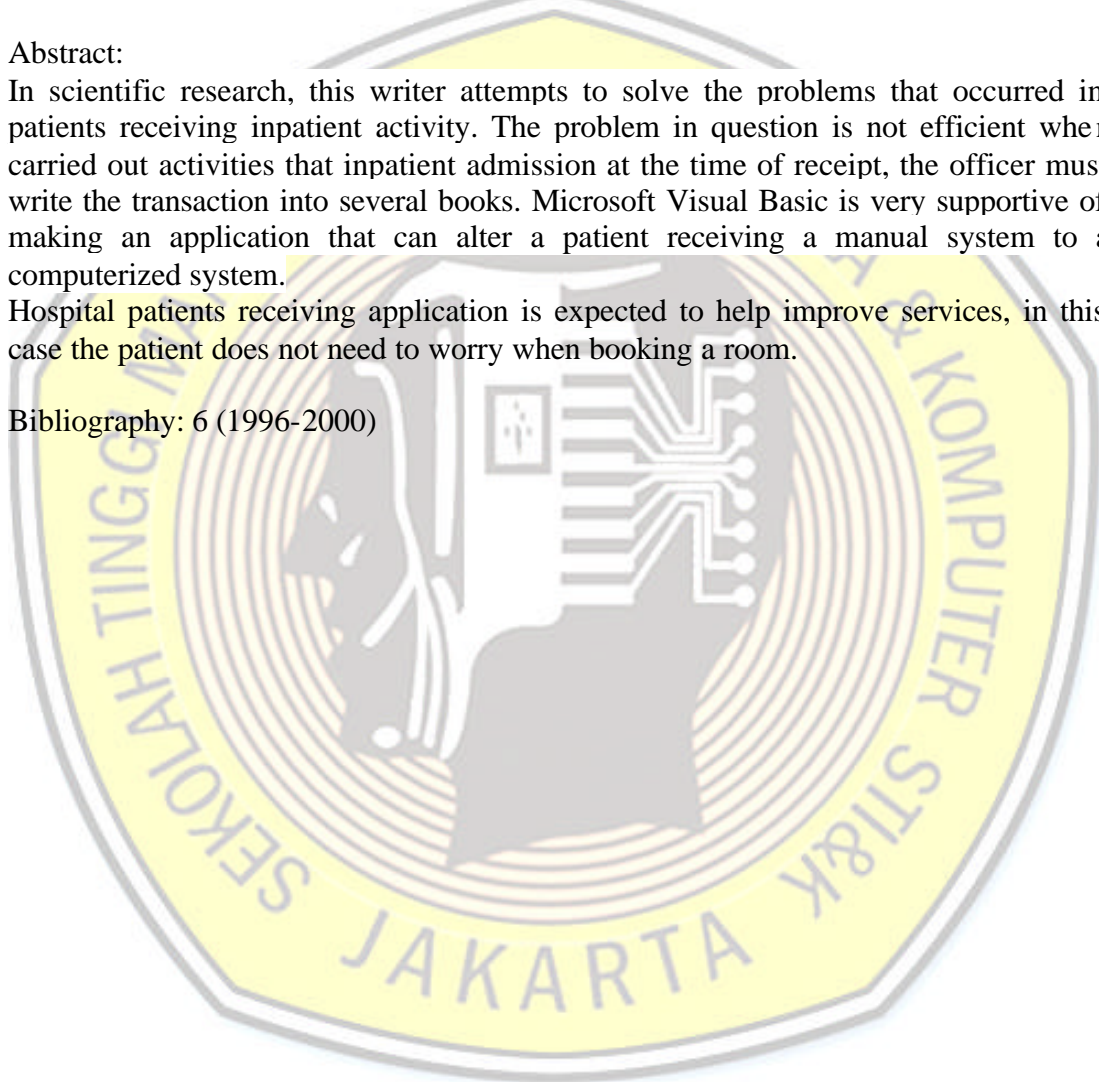 Abstract:
In scientific research, this writer attempts to solve the problems that occurred in
patients receiving inpatient activity. The problem in question is not efficient when
carried out activities that inpatient admission at the time of receipt, the officer must
write the transaction into several books. Microsoft Visual Basic is very supportive of
making an application that can alter a patient receiving a manual system to a
computerized system.
Hospital patients receiving application is expected to help improve services, in this
case the patient does not need to worry when booking a room.
Bibliography: 6 (1996-2000)
SEKOLAH TINGGI MA
A & KOMPUTER STI&K
JAKARTA